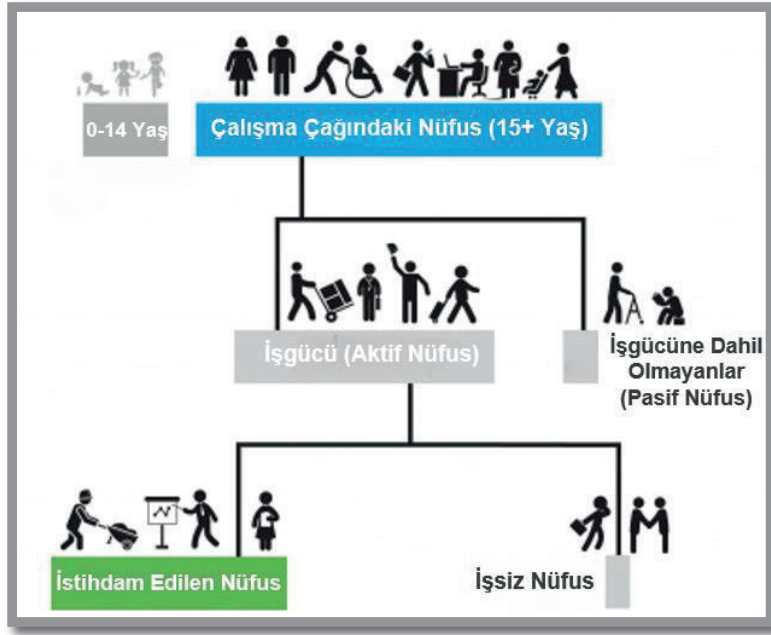 0-14 Yaş
Çalışma Çağındaki Nüfus (15+ Yaş)
İşgücü (Aktif Nüfus)
İşgücüne Dahil
Olmayanlar
(Pasif Nüfus)
İstihdam Edilen Nüfus
İşsiz Nüfus